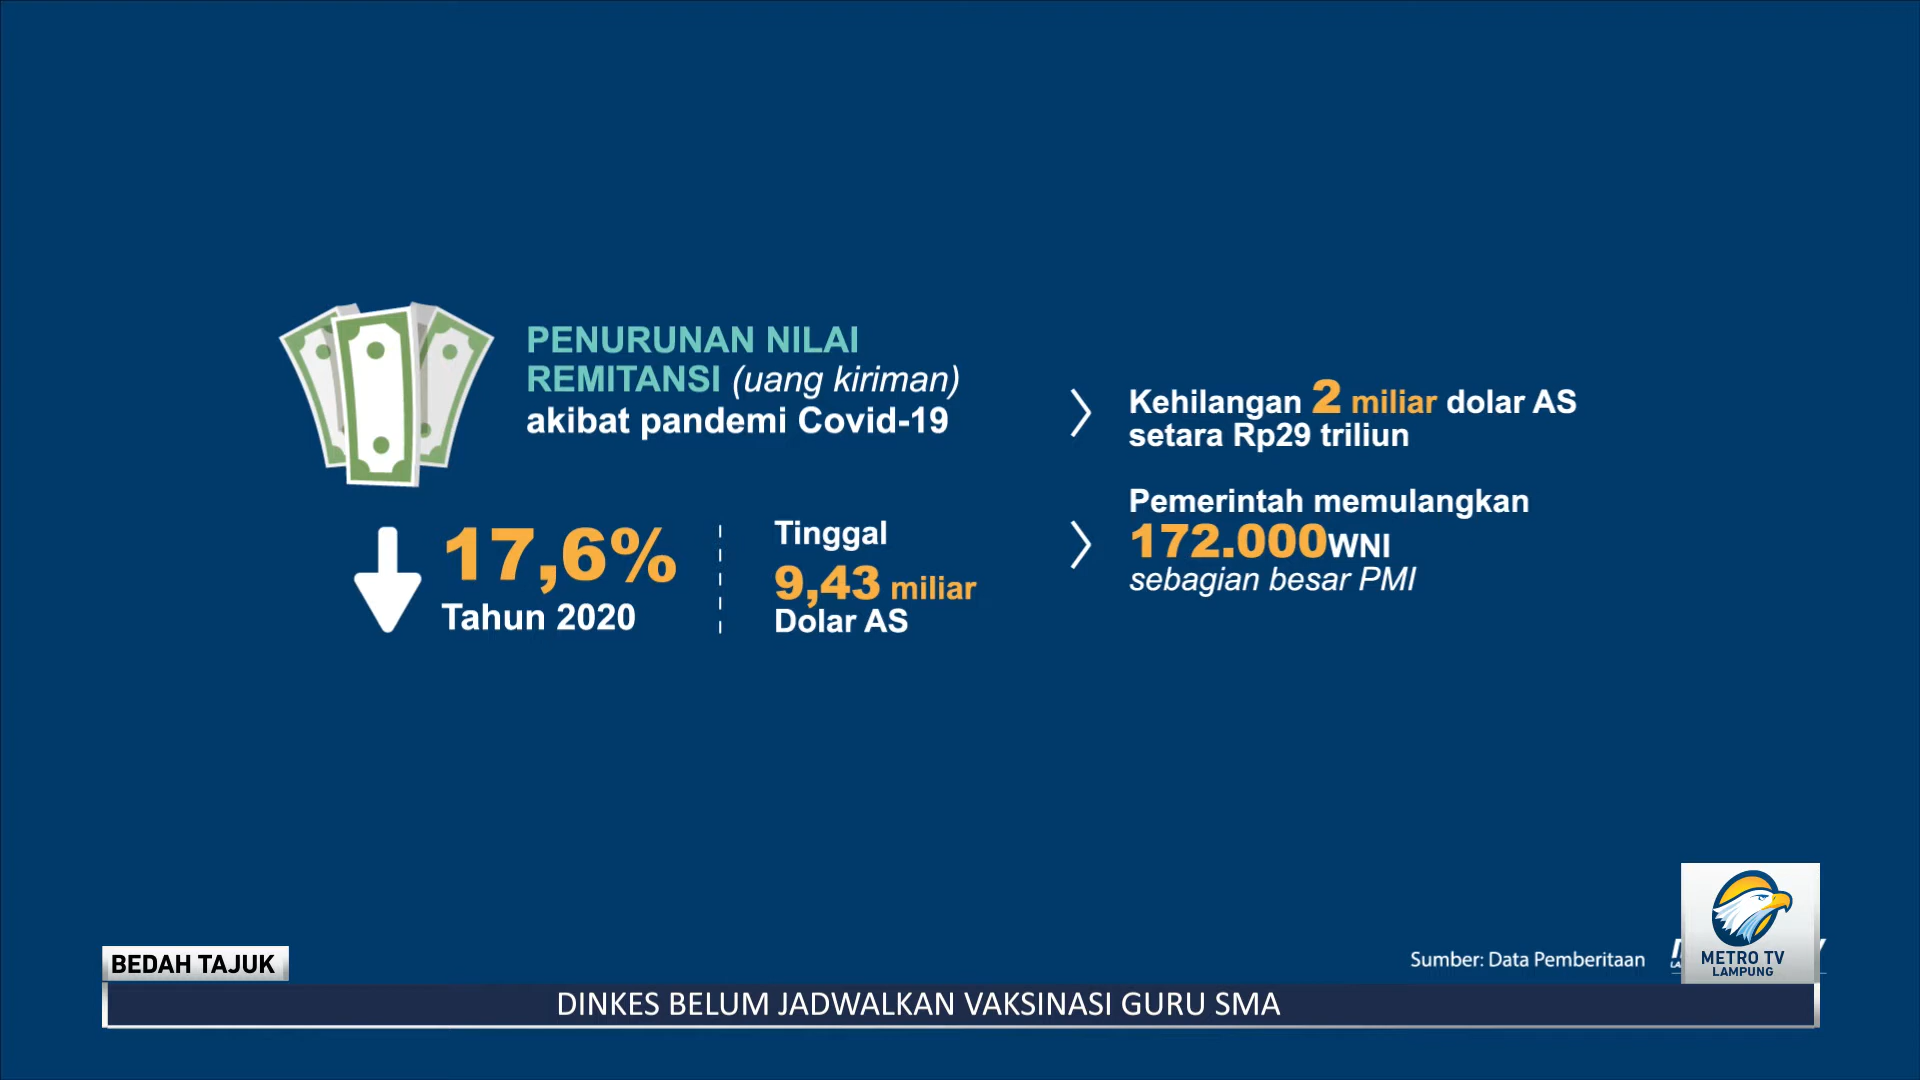 PENURUNAN NILAI
REMITANSI (uang kiriman)
akibat pandemi Covid-19
17,6%
Tahun 2020
Tinggal
9,43 miliar
Dolar AS
Kehilangan 2 miliar dolar AS
setara Rp29 triliun
Pemerintah memulangkan
172.000WNI
sebagian besar PMI
Sumber: Data Pemberitaan
METRO TV
LAMPUNG
BEDAH TAJUK
DINKES BELUM JADWALKAN VAKSINASI GURU SMA